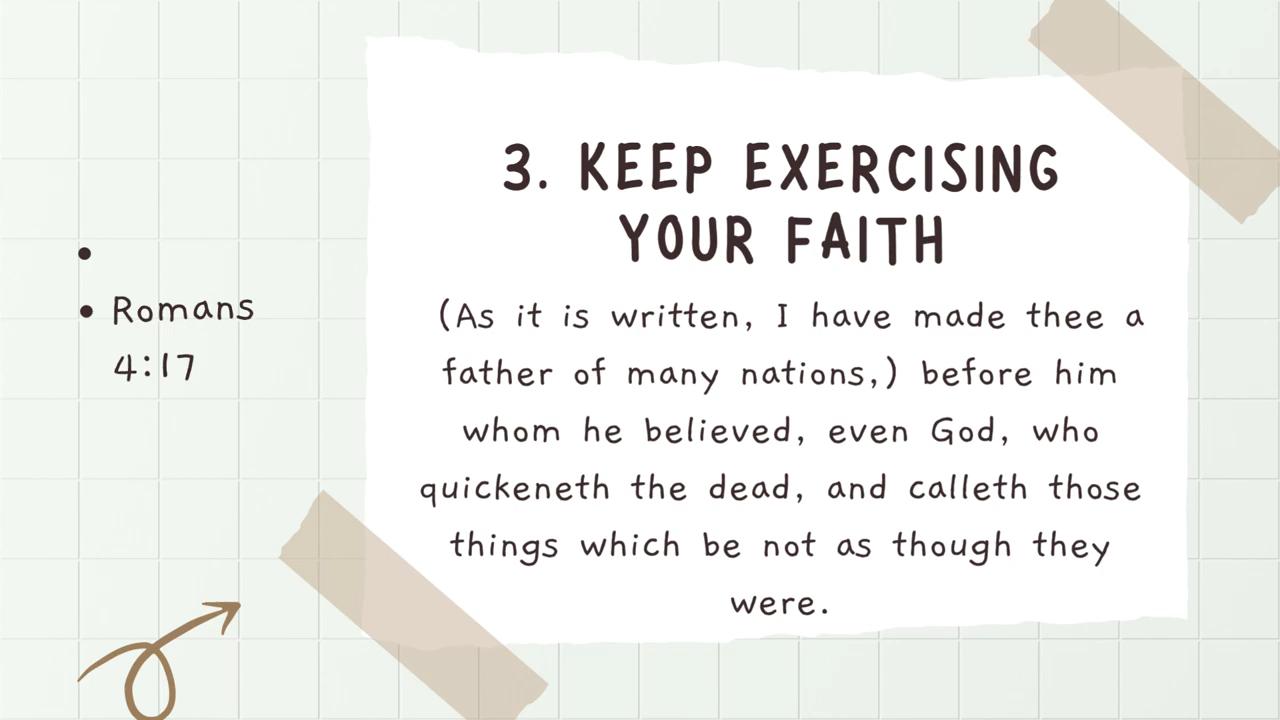 • 
• Romans
4:17
3. KEEP EXERCISING
YOUR FAITH
(As it is written, I have made thee a
father of many nations,) before him
whom he believed, even God, who
quickeneth the dead, and calleth those
things which be not as though they
were.